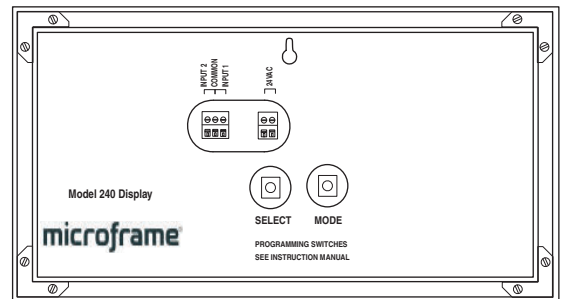 INPUT 2
COMMON
INPUT 1
24VAC
Model 240 Display
microframe
SELECT MODE
PROGRAMMING SWITCHES
SEE INSTRUCTION MANUAL